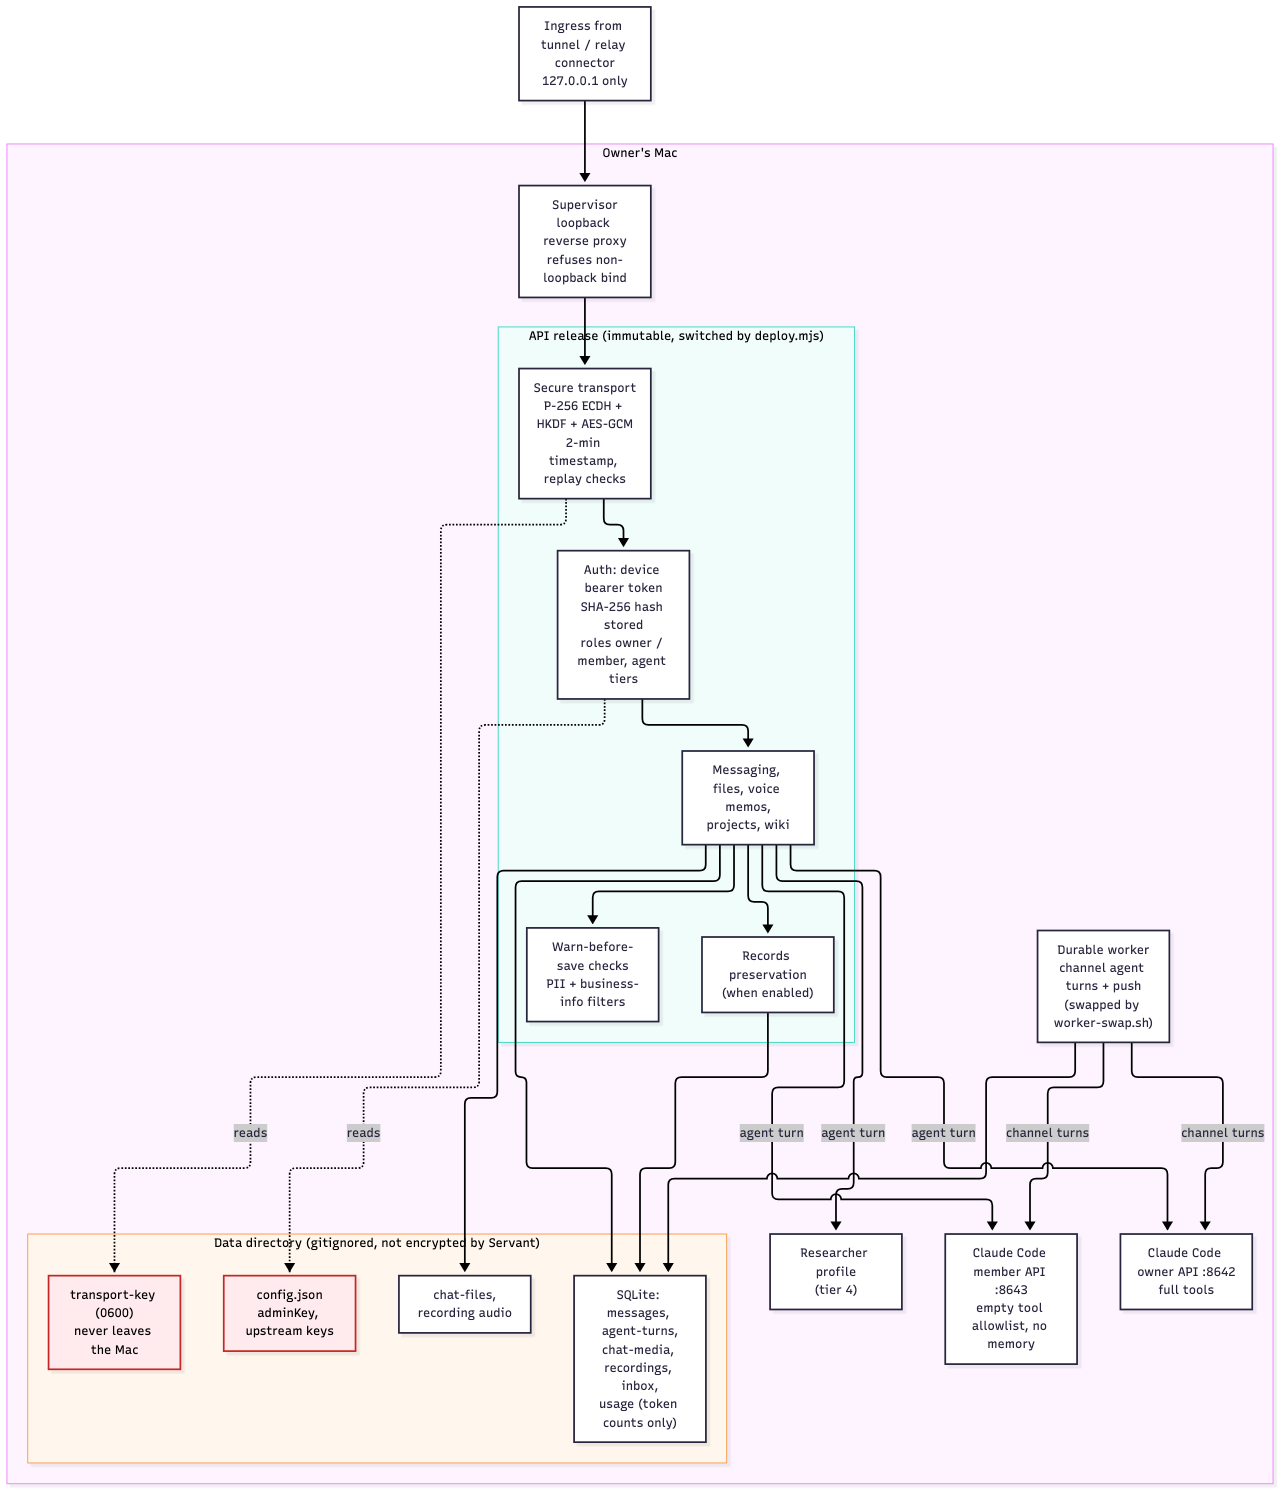 Ingress from
tunnel / relay
connector
127.0.0.1 only
Owner's Mac
Supervisor
loopback
reverse proxy
refuses non-
loopback bind
API release (immutable, switched by deploy.mjs)
Secure transport
P-256 ECDH +
HKDF + AES-GCM
2-min
timestamp,
replay checks
Auth: device
bearer token
SHA-256 hash
stored
roles owner /
member, agent
tiers
Messaging,
files, voice
memos,
projects, wiki
Warn-before-
save checks
PII + business-
info filters
Records
preservation
(when enabled)
Durable worker
channel agent
turns + push
(swapped by
worker-swap.sh)
reads
reads
agent turn
agent turn
agent turn
channel turns
channel turns
Data directory (gitignored, not encrypted by Servant)
transport-key
(0600)
never leaves
the Mac
config.json
adminKey,
upstream keys
chat-files,
recording audio
SQLite:
messages,
agent-turns,
chat-media,
recordings,
inbox,
usage (token
counts only)
Researcher
profile
(tier 4)
Claude Code
member API
:8643
empty tool
allowlist, no
memory
Claude Code
owner API :8642
full tools